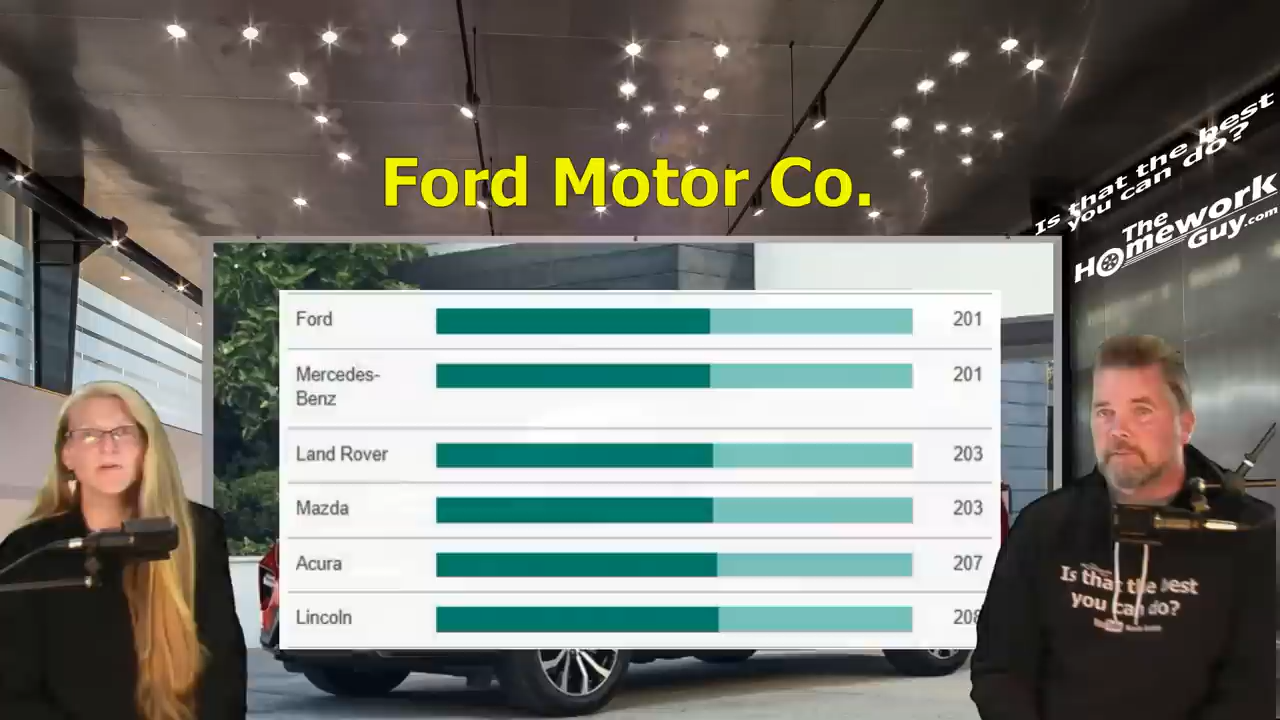 Ford Motor Co.
Is that the best
you can do?
The
Homework
Guy.com
Ford 201
Mercedes-
Benz 201
Land Rover 203
Mazda 203
Acura 207
Lincoln 208
Is that the best
you can do?